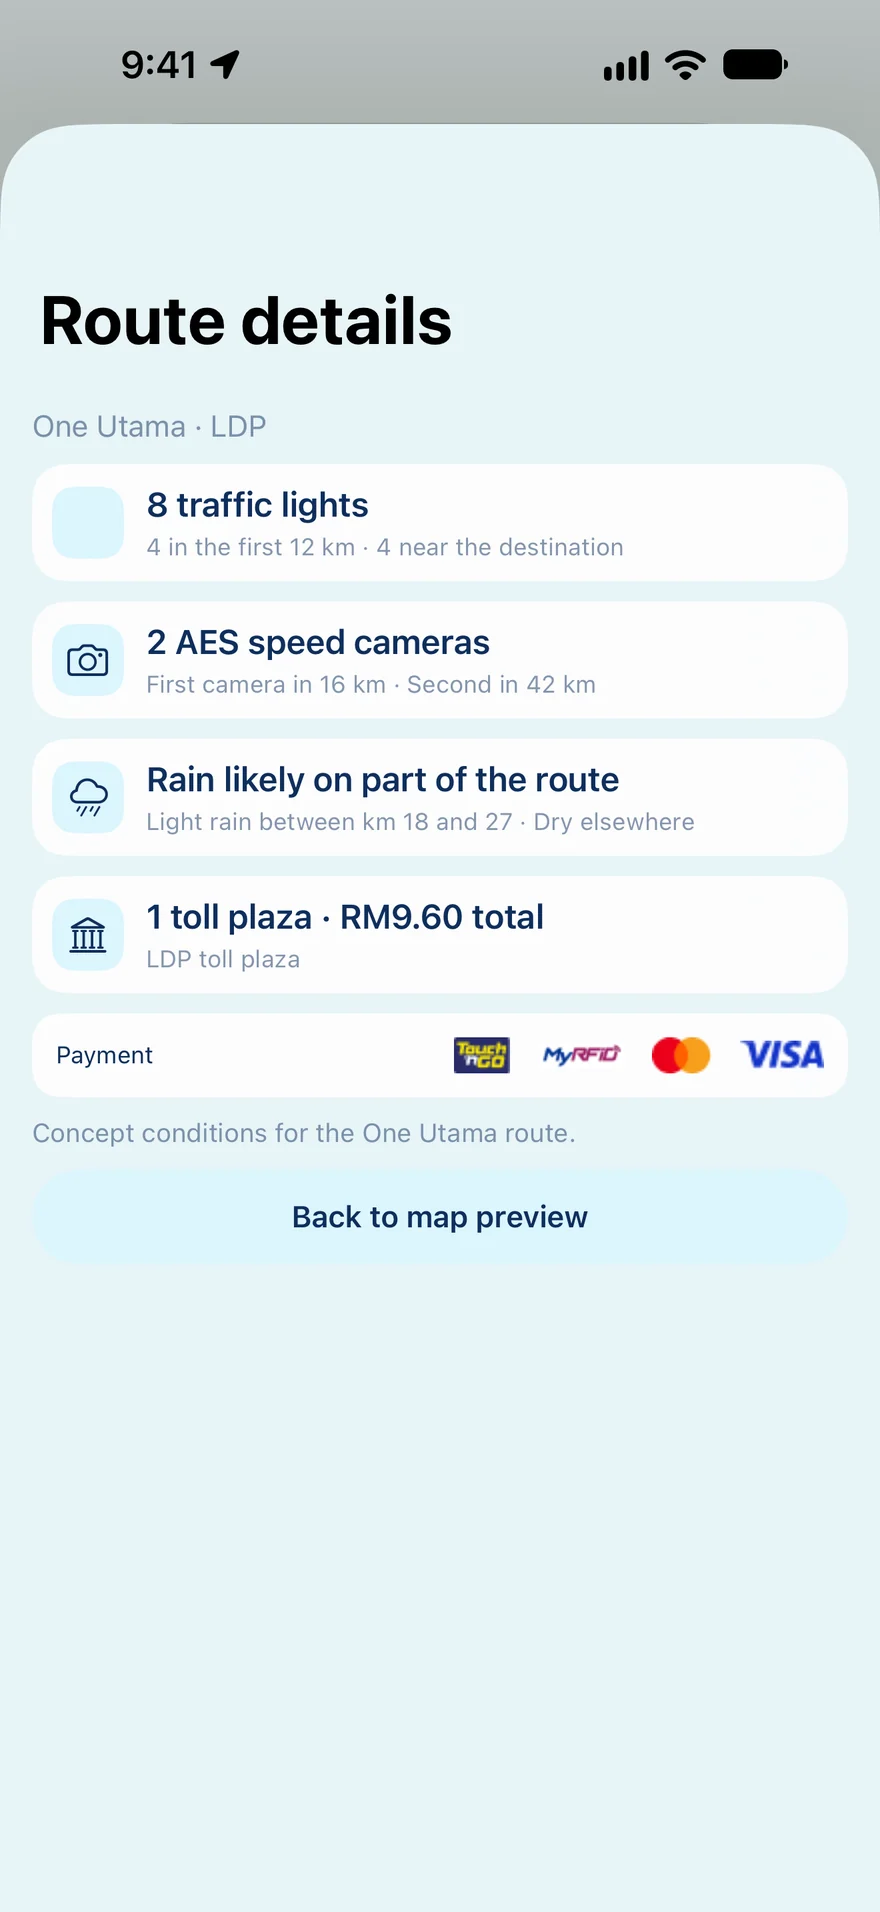 9:41
Route details
One Utama · LDP
8 traffic lights
4 in the first 12 km · 4 near the destination
2 AES speed cameras
First camera in 16 km · Second in 42 km
Rain likely on part of the route
Light rain between km 18 and 27 · Dry elsewhere
1 toll plaza · RM9.60 total
LDP toll plaza
Payment Touch 'nGO MyRFID VISA
Concept conditions for the One Utama route.
Back to map preview